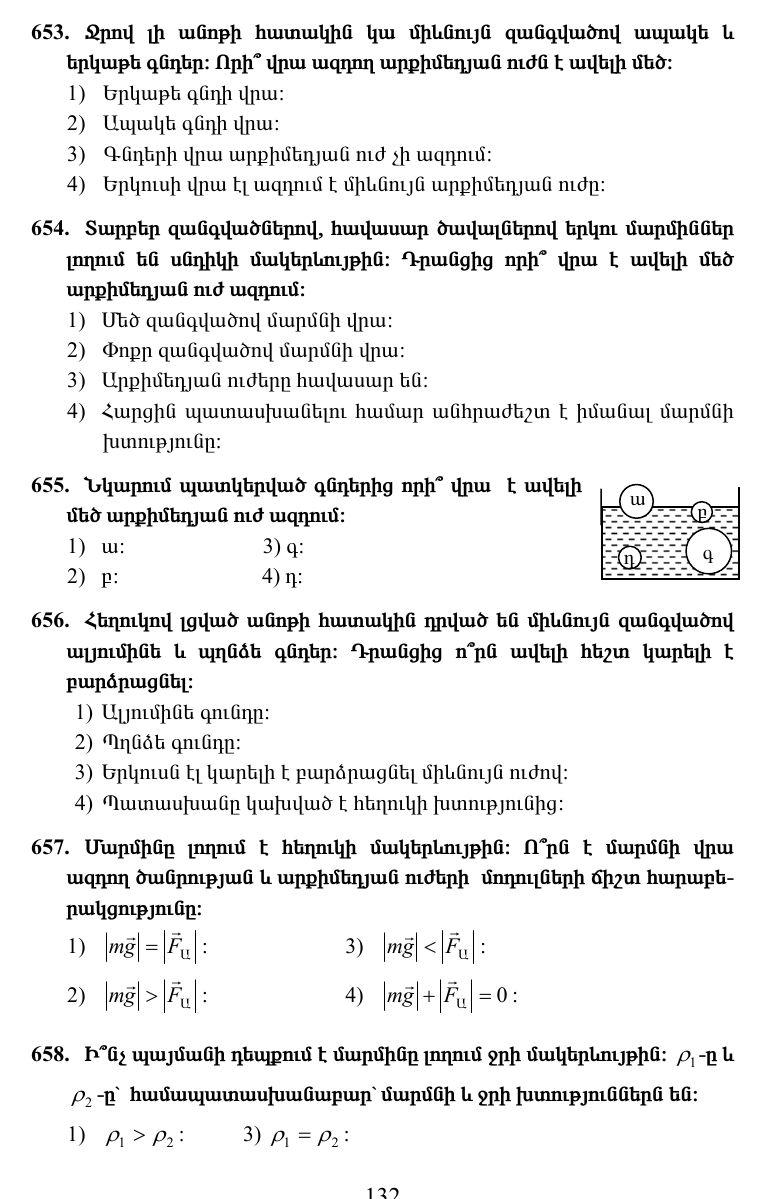 653. Ջրով լի անոթի հատակին կա միևնույն զանգվածով ապակե և
երկաթե գնդեր: Որի՞ վրա ազդող արքիմեդյան ուժն է ավելի մեծ:
1) Երկաթե գնդի վրա:
2) Ապակե գնդի վրա:
3) Գնդերի վրա արքիմեդյան ուժ չի ազդում:
4) Երկուսի վրա էլ ազդում է միևնույն արքիմեդյան ուժը:
654. Տարբեր զանգվածներով, հավասար ծավալներով երկու մարմիններ
լողում են սնդիկի մակերևույթին: Դրանցից որի՞ վրա է ավելի մեծ
արքիմեդյան ուժ ազդում:
1) Մեծ զանգվածով մարմնի վրա:
2) Փոքր զանգվածով մարմնի վրա:
3) Արքիմեդյան ուժերը հավասար են:
4) Հարցին պատասխանելու համար անհրաժեշտ է իմանալ մարմնի
խտությունը:
655. Նկարում պատկերված գնդերից որի՞ վրա է ավելի
մեծ արքիմեդյան ուժ ազդում:
1) ա: 3) գ:
2) բ: 4) դ:
ա
բ
դ գ
656. Հեղուկով լցված անոթի հատակին դրված են միևնույն զանգվածով
ալյումինե և պղնձե գնդեր: Դրանցից ո՞րն ավելի հեշտ կարելի է
բարձրացնել:
1) Ալյումինե գունդը:
2) Պղնձե գունդը:
3) Երկուսն էլ կարելի է բարձրացնել միևնույն ուժով:
4) Պատասխանը կախված է հեղուկի խտությունից:
657. Մարմինը լողում է հեղուկի մակերևույթին: Ո՞րն է մարմնի վրա
ազդող ծանրության և արքիմեդյան ուժերի մոդուլների ճիշտ հարաբե-
րակցությունը:
1) |mg⃗| = |F⃗Ա| : 3) |mg⃗| < |F⃗Ա| :
2) |mg⃗| > |F⃗Ա| : 4) |mg⃗| + |F⃗Ա| = 0 :
658. Ի՞նչ պայմանի դեպքում է մարմինը լողում ջրի մակերևույթին: ρ₁-ը և
ρ₂-ը՝ համապատասխանաբար՝ մարմնի և ջրի խտություններն են:
1) ρ₁ > ρ₂ : 3) ρ₁ = ρ₂ :
132